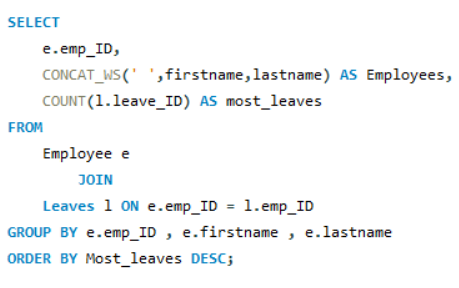 SELECT
e.emp_ID,
CONCAT_WS(' ',firstname,lastname) AS Employees,
COUNT(l.leave_ID) AS most_leaves
FROM
Employee e
JOIN
Leaves l ON e.emp_ID = l.emp_ID
GROUP BY e.emp_ID , e.firstname , e.lastname
ORDER BY Most_leaves DESC;